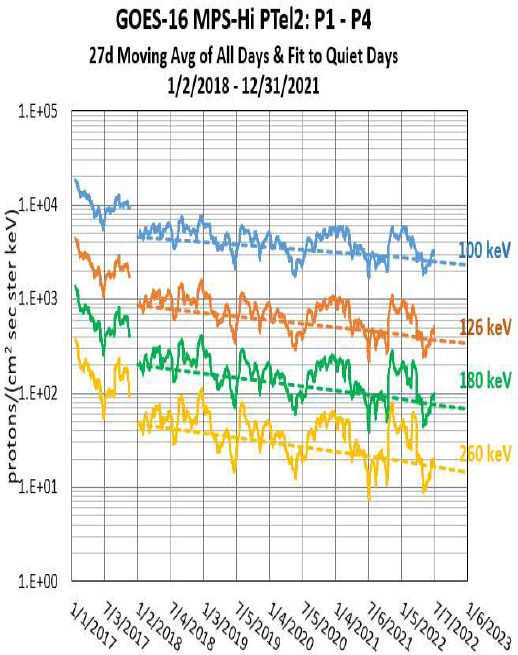 GOES-16 MPS-Hi PTel2: P1 - P4
27d Moving Avg of All Days & Fit to Quiet Days
1/2/2018 - 12/31/2021
1.E+05
1.E+04
1.E+03
1.E+02
1.E+01
1.E+00
protons/(cm² sec ster keV)
100 keV
126 keV
180 keV
260 keV
1/1/2017
7/3/2017
1/2/2018
7/4/2018
1/3/2019
7/5/2019
1/4/2020
7/5/2020
1/4/2021
7/6/2021
1/5/2022
7/7/2022
1/6/2023